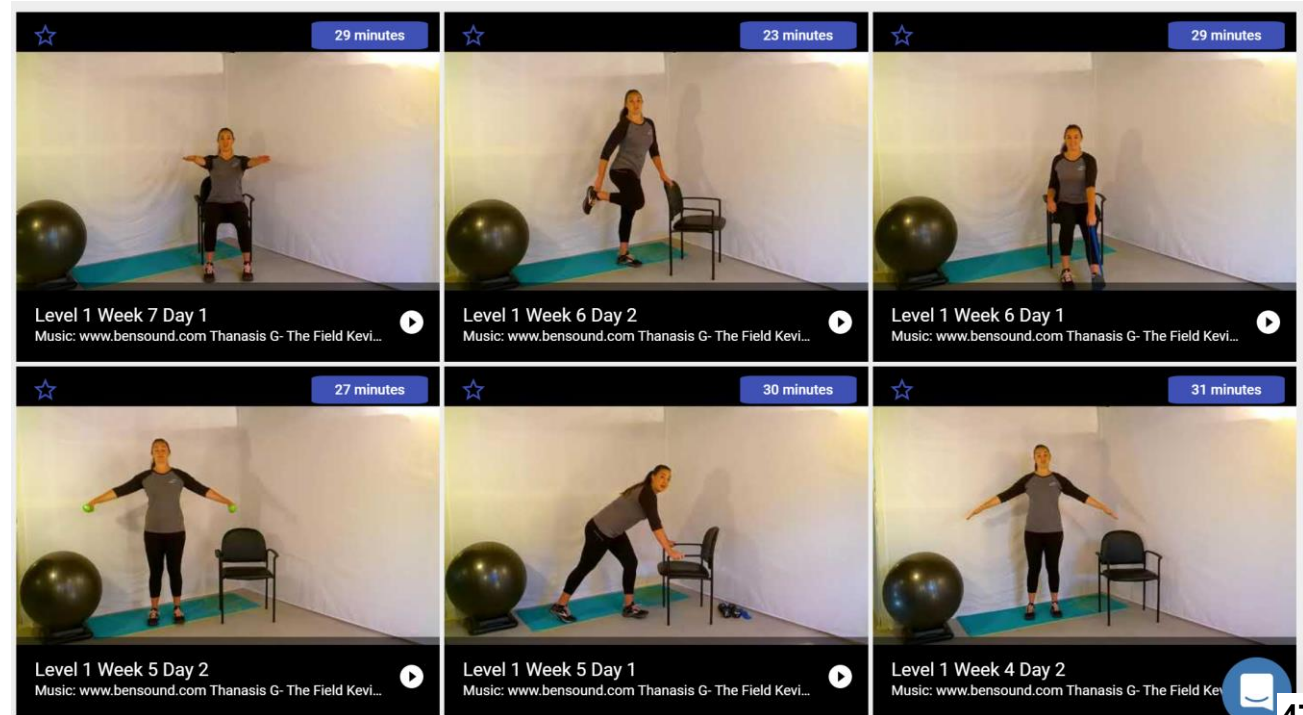 29 minutes
23 minutes
29 minutes
Level 1 Week 7 Day 1
Music: www.bensound.com Thanasis G- The Field Kevi...
Level 1 Week 6 Day 2
Music: www.bensound.com Thanasis G- The Field Kevi...
Level 1 Week 6 Day 1
Music: www.bensound.com Thanasis G- The Field Kevi...
27 minutes
30 minutes
31 minutes
Level 1 Week 5 Day 2
Music: www.bensound.com Thanasis G- The Field Kevi...
Level 1 Week 5 Day 1
Music: www.bensound.com Thanasis G- The Field Kevi...
Level 1 Week 4 Day 2
Music: www.bensound.com Thanasis G- The Field